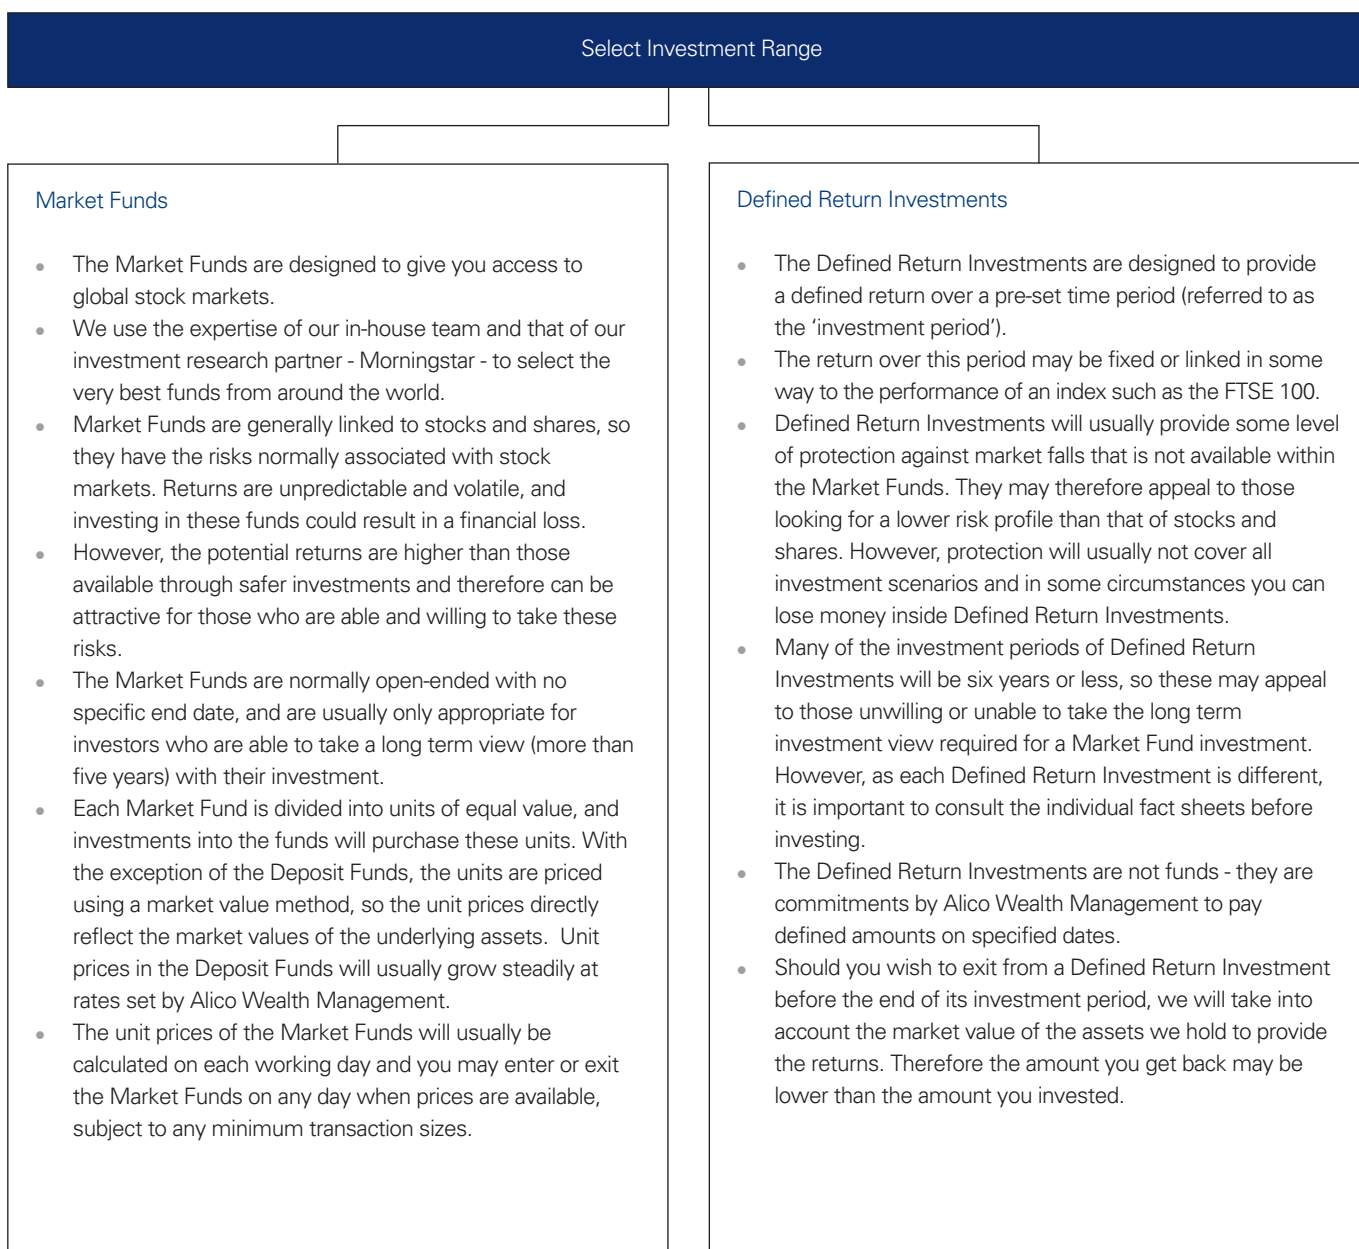 Select Investment Range
Market Funds
● The Market Funds are designed to give you access to
global stock markets.
● We use the expertise of our in-house team and that of our
investment research partner - Morningstar - to select the
very best funds from around the world.
● Market Funds are generally linked to stocks and shares, so
they have the risks normally associated with stock
markets. Returns are unpredictable and volatile, and
investing in these funds could result in a financial loss.
● However, the potential returns are higher than those
available through safer investments and therefore can be
attractive for those who are able and willing to take these
risks.
● The Market Funds are normally open-ended with no
specific end date, and are usually only appropriate for
investors who are able to take a long term view (more than
five years) with their investment.
● Each Market Fund is divided into units of equal value, and
investments into the funds will purchase these units. With
the exception of the Deposit Funds, the units are priced
using a market value method, so the unit prices directly
reflect the market values of the underlying assets.  Unit
prices in the Deposit Funds will usually grow steadily at
rates set by Alico Wealth Management.
● The unit prices of the Market Funds will usually be
calculated on each working day and you may enter or exit
the Market Funds on any day when prices are available,
subject to any minimum transaction sizes.
Defined Return Investments
● The Defined Return Investments are designed to provide
a defined return over a pre-set time period (referred to as
the ‘investment period’).
● The return over this period may be fixed or linked in some
way to the performance of an index such as the FTSE 100.
● Defined Return Investments will usually provide some level
of protection against market falls that is not available within
the Market Funds. They may therefore appeal to those
looking for a lower risk profile than that of stocks and
shares. However, protection will usually not cover all
investment scenarios and in some circumstances you can
lose money inside Defined Return Investments.
● Many of the investment periods of Defined Return
Investments will be six years or less, so these may appeal
to those unwilling or unable to take the long term
investment view required for a Market Fund investment.
However, as each Defined Return Investment is different,
it is important to consult the individual fact sheets before
investing.
● The Defined Return Investments are not funds - they are
commitments by Alico Wealth Management to pay
defined amounts on specified dates.
● Should you wish to exit from a Defined Return Investment
before the end of its investment period, we will take into
account the market value of the assets we hold to provide
the returns. Therefore the amount you get back may be
lower than the amount you invested.